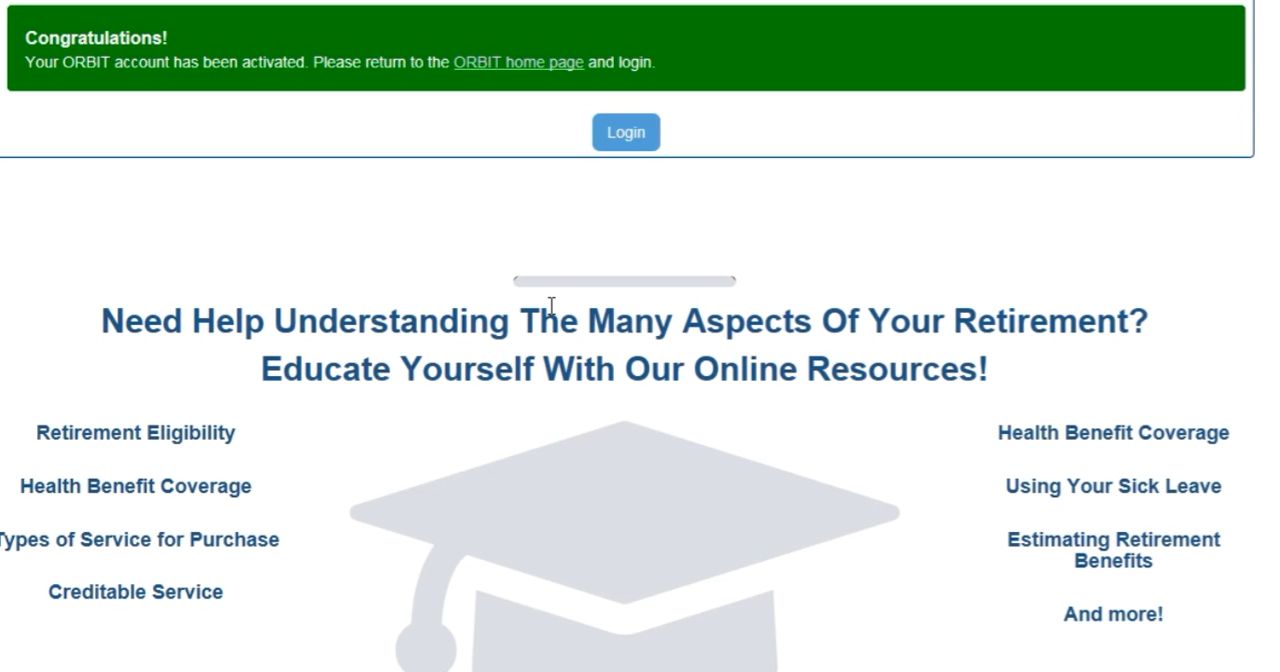 Congratulations!
Your ORBIT account has been activated. Please return to the ORBIT home page and login.
Login
Need Help Understanding The Many Aspects Of Your Retirement?
Educate Yourself With Our Online Resources!
Retirement Eligibility
Health Benefit Coverage
Types of Service for Purchase
Creditable Service
Health Benefit Coverage
Using Your Sick Leave
Estimating Retirement
Benefits
And more!